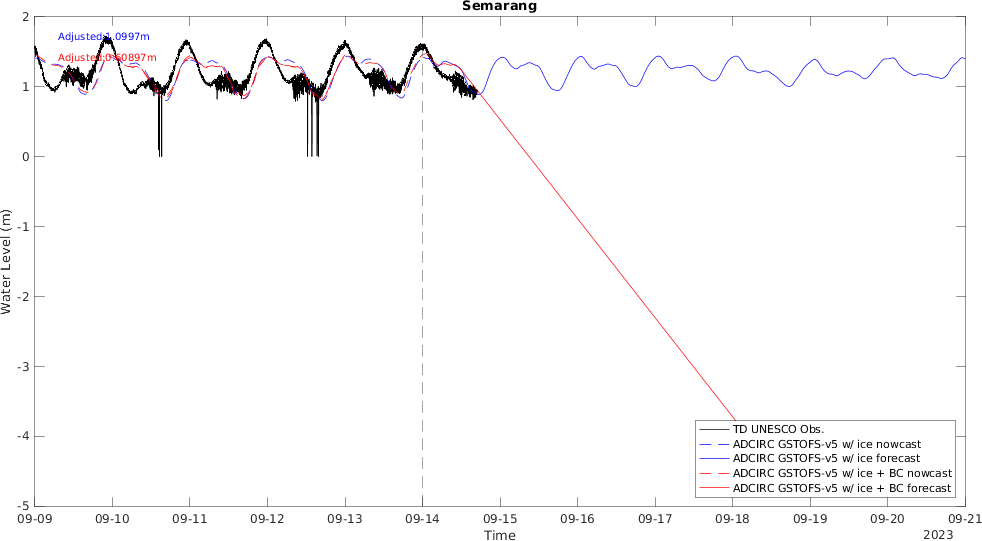 Semarang
2
Adjusted:1.0997m
Adjusted:0.60897m
1
0
-1
-2
-3
-4
-5
Water Level (m)
TD UNESCO Obs.
ADCIRC GSTOFS-v5 w/ ice nowcast
ADCIRC GSTOFS-v5 w/ ice forecast
ADCIRC GSTOFS-v5 w/ ice + BC nowcast
ADCIRC GSTOFS-v5 w/ ice + BC forecast
09-09 09-10 09-11 09-12 09-13 09-14 09-15 09-16 09-17 09-18 09-19 09-20 09-21
Time
2023